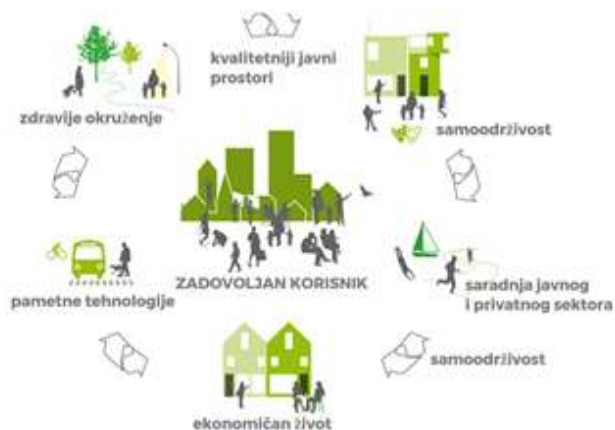 kvalitetniji javni
prostori
zdravije okruženje
samoodrživost
ZADOVOLJAN KORISNIK
pametne tehnologije
saradnja javnog
i privatnog sektora
samoodrživost
ekonomičan život